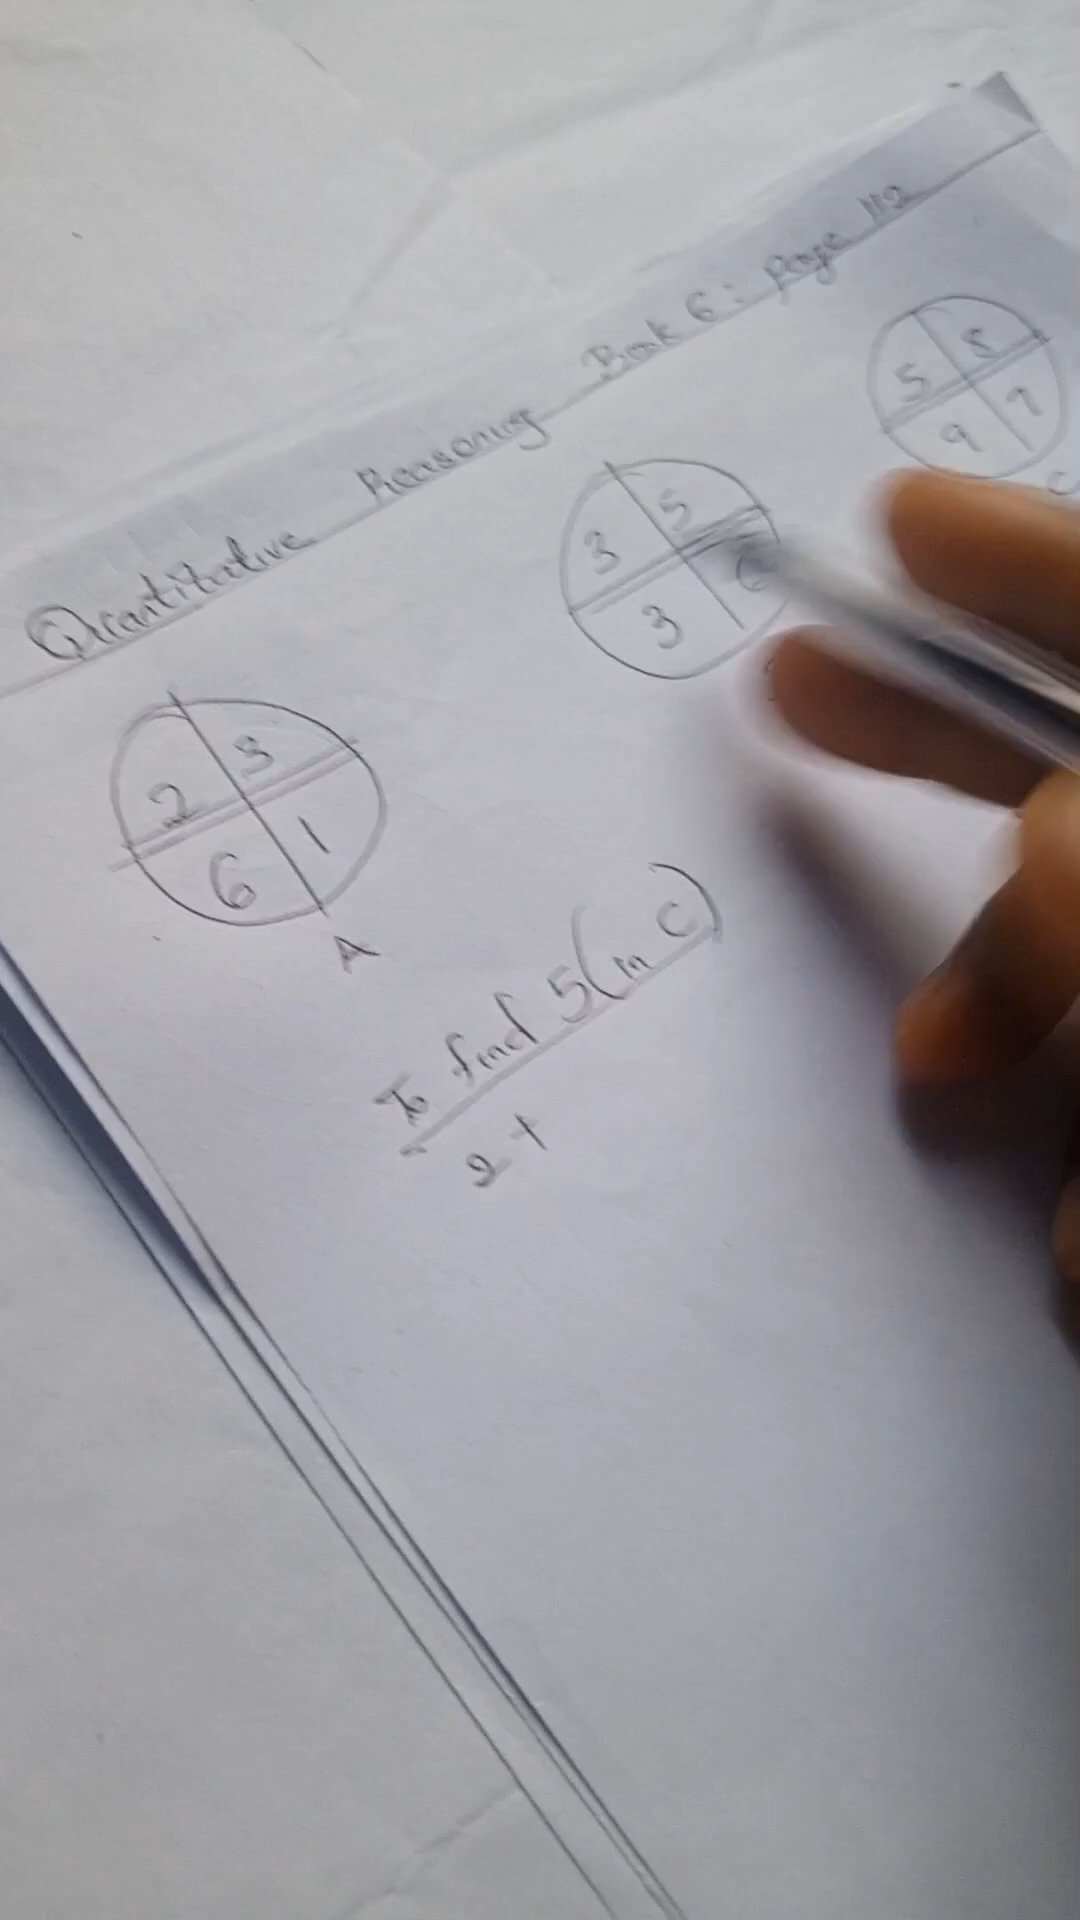 Quantitative Reasoning Book 6: Page 112
2 3
6 1
A
3 5
3 6
5 8
9 7
C
To find 5(in C)
2 +